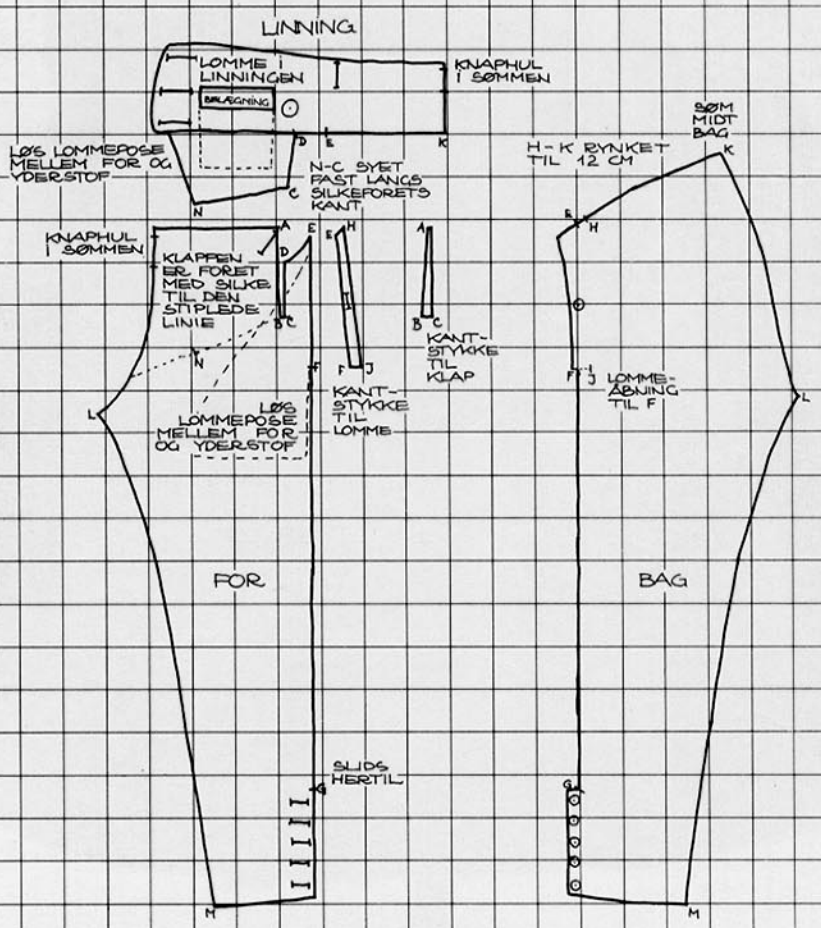 LINNING
LOMME I
LINNINGEN
BELÆGNING
KNAPHUL
I SØMMEN
D
E
K
LØS LOMMEPOSE
MELLEM FOR OG
YDERSTOF
C
N
N-C SYET
FAST LANGS
SILKEFORETS
KANT
SØM
MIDT
BAG
K
H-K RYNKET
TIL 12 CM
KNAPHUL
I SØMMEN
A
D
E
KLAPPEN
ER FORET
MED SILKE
TIL DEN
STIPLEDE
LINIE
B
C
N
E
H
I
F
J
KANT-
STYKKE
TIL
LOMME
A
B
C
KANT-
STYKKE
TIL
KLAP
E
H
F
J
LOMME-
ÅBNING
TIL F
L
F
L
LØS
LOMMEPOSE
MELLEM FOR
OG YDERSTOF
FOR
BAG
SLIDS
HERTIL
G
G
M
M